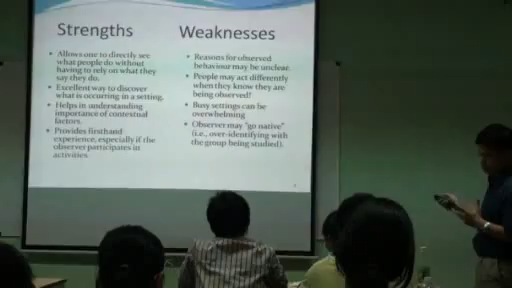 Strengths
Weaknesses
• Allows one to directly see
what people do without
having to rely on what they
say they do.
• Excellent way to discover
what is occurring in a setting.
• Helps in understanding
importance of contextual
factors.
• Provides firsthand
experience, especially if the
observer participates in
activities.
• Reasons for observed
behaviour may be unclear.
• People may act differently
when they know they are
being observed!
• Busy settings can be
overwhelming
• Observer may "go native"
(i.e., over-identifying with
the group being studied).